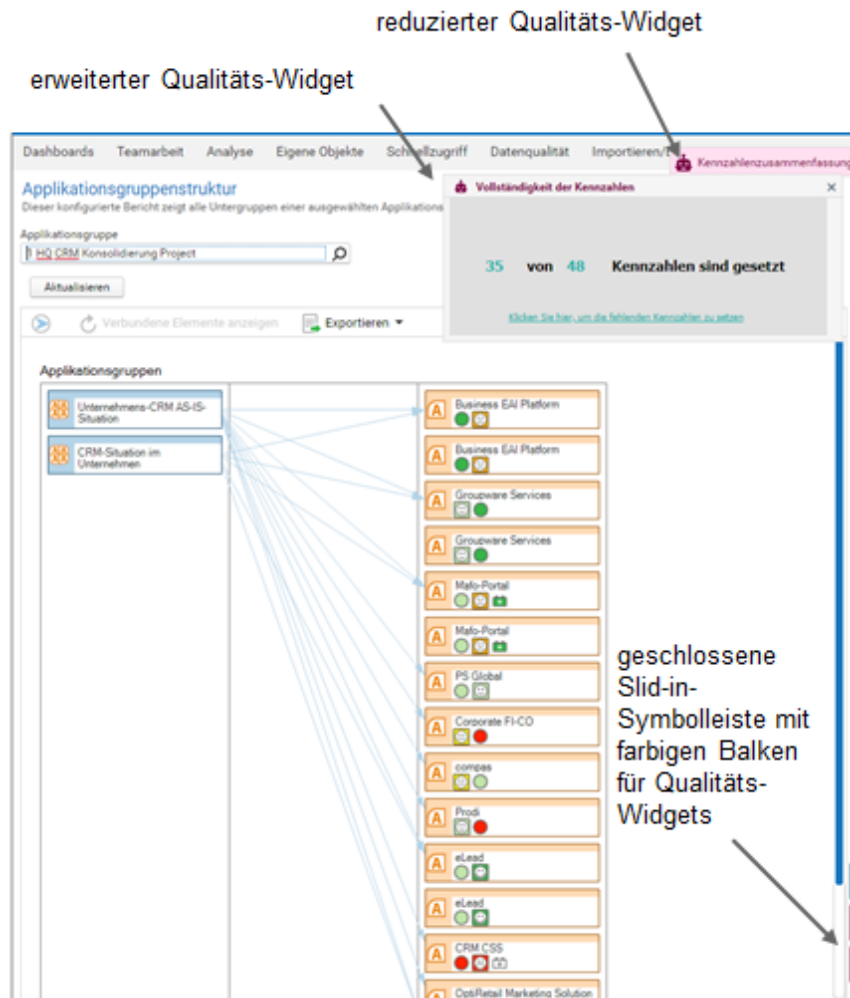 reduzierter Qualitäts-Widget
erweiterter Qualitäts-Widget
Dashboards Teamarbeit Analyse Eigene Objekte Schnellzugriff Datenqualität Importieren/
Kennzahlenzusammenfassung
Applikationsgruppenstruktur
Dieser konfigurierte Bericht zeigt alle Untergruppen einer ausgewählten Applikations
Vollständigkeit der Kennzahlen
Applikationsgruppe
HQ CRM Konsolidierung Project
35 von 48 Kennzahlen sind gesetzt
Aktualisieren
Klicken Sie hier, um die fehlenden Kennzahlen zu setzen
Verbundene Elemente anzeigen Exportieren
Applikationsgruppen
Unternehmens-CRM AS-IS-
Situation
CRM-Situation im
Unternehmen
A Business EAI Platform
A Business EAI Platform
A Groupware Services
A Groupware Services
A Mafo-Portal
A Mafo-Portal
A PS Global
A Corporate FI-CO
A compas
A Prodi
A eLead
A eLead
A CRM CSS
A OptiRetail Marketing Solution
geschlossene
Slid-in-
Symbolleiste mit
farbigen Balken
für Qualitäts-
Widgets